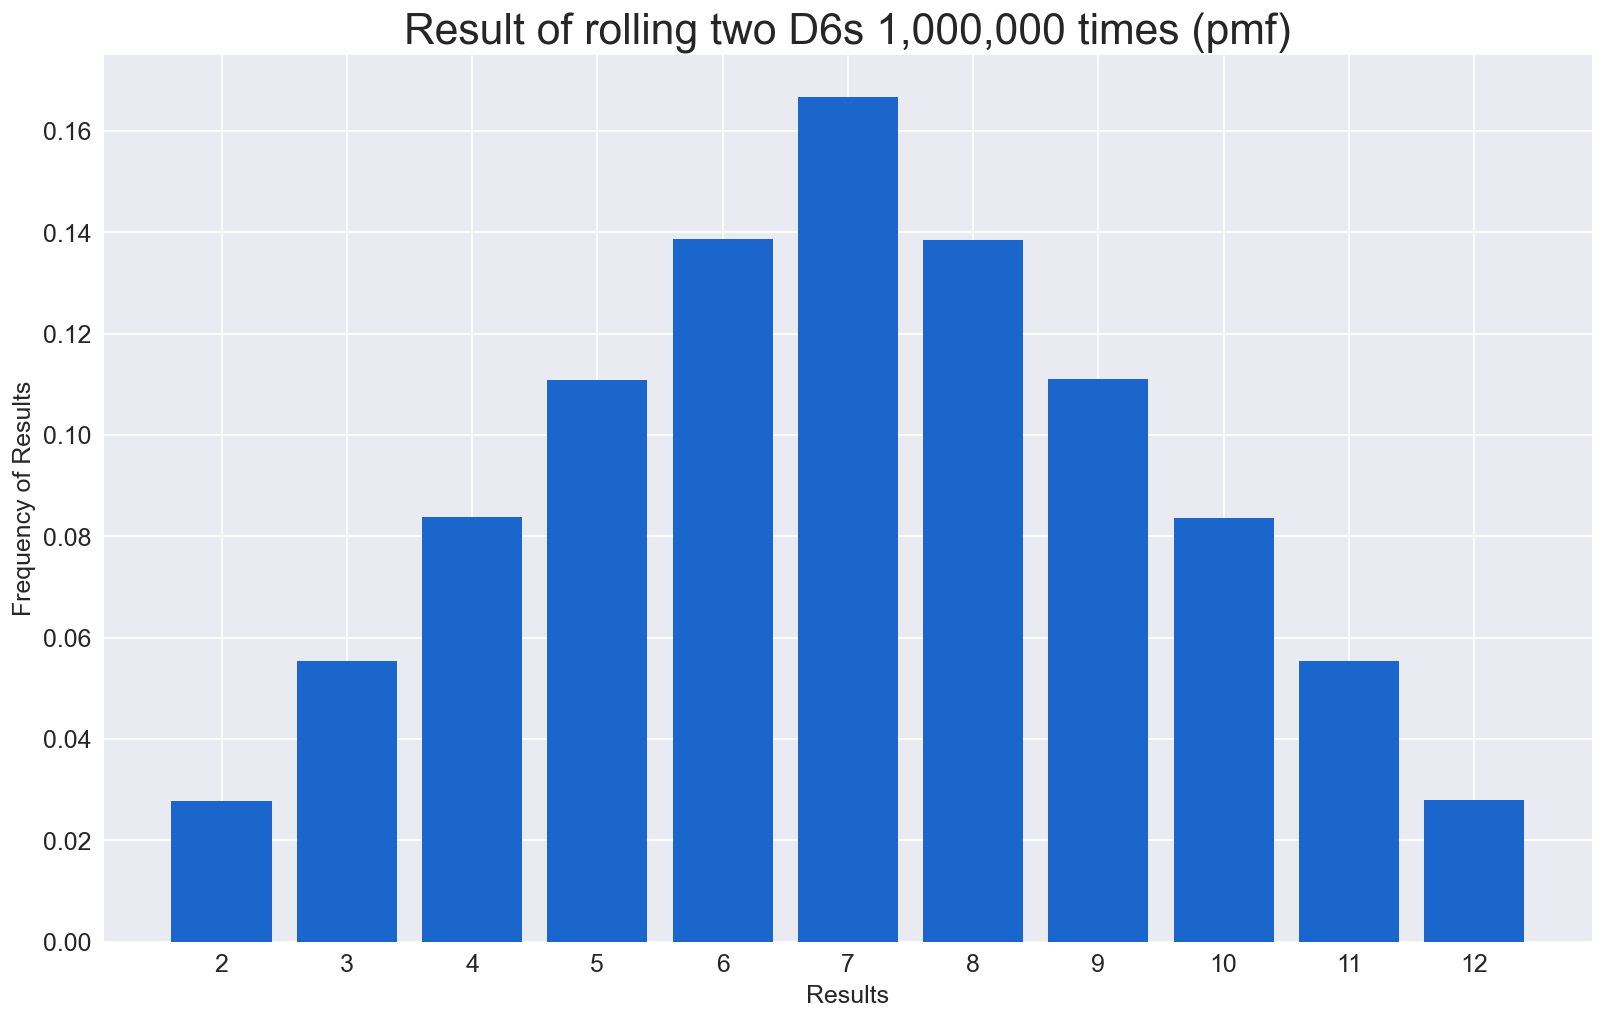 Result of rolling two D6s 1,000,000 times (pmf)
0.16
0.14
0.12
0.10
0.08
0.06
0.04
0.02
0.00
Frequency of Results
2 3 4 5 6 7 8 9 10 11 12
Results